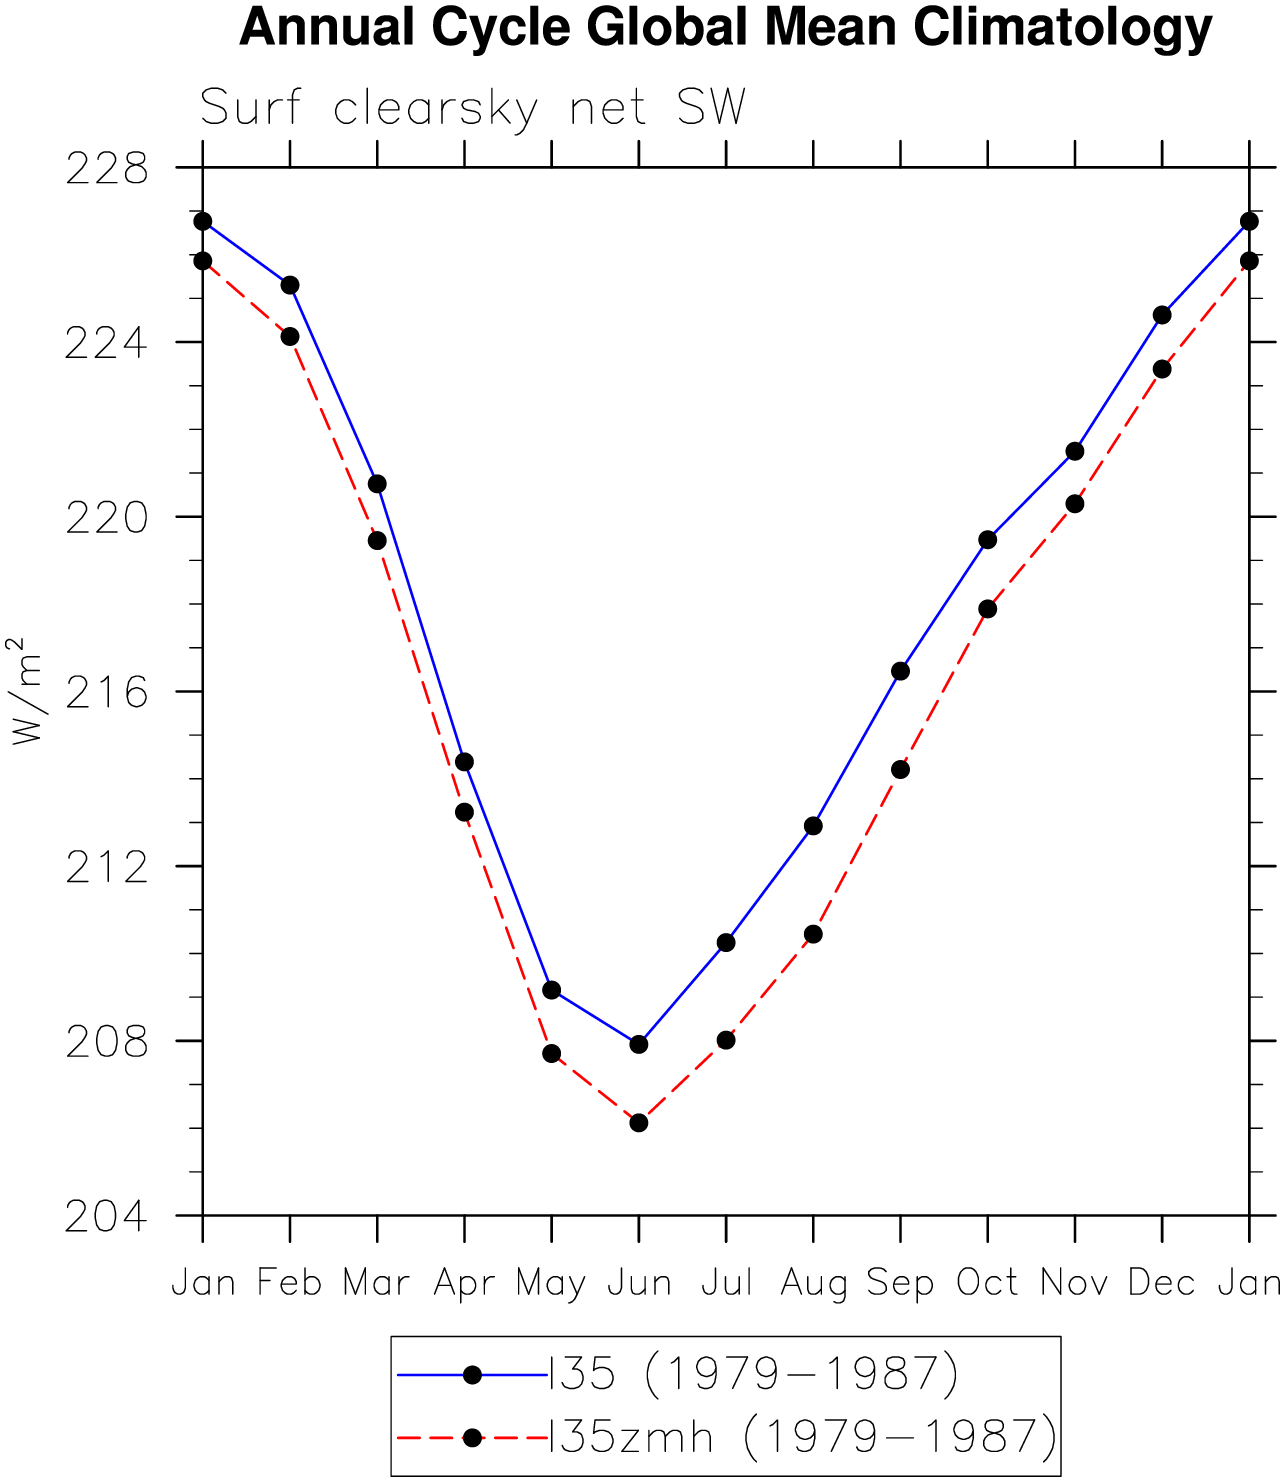 Annual Cycle Global Mean Climatology
Surf clearsky net SW
228
224
220
216
212
208
204
W/m²
Jan Feb Mar Apr May Jun Jul Aug Sep Oct Nov Dec Jan
I35 (1979−1987)
I35zmh (1979−1987)